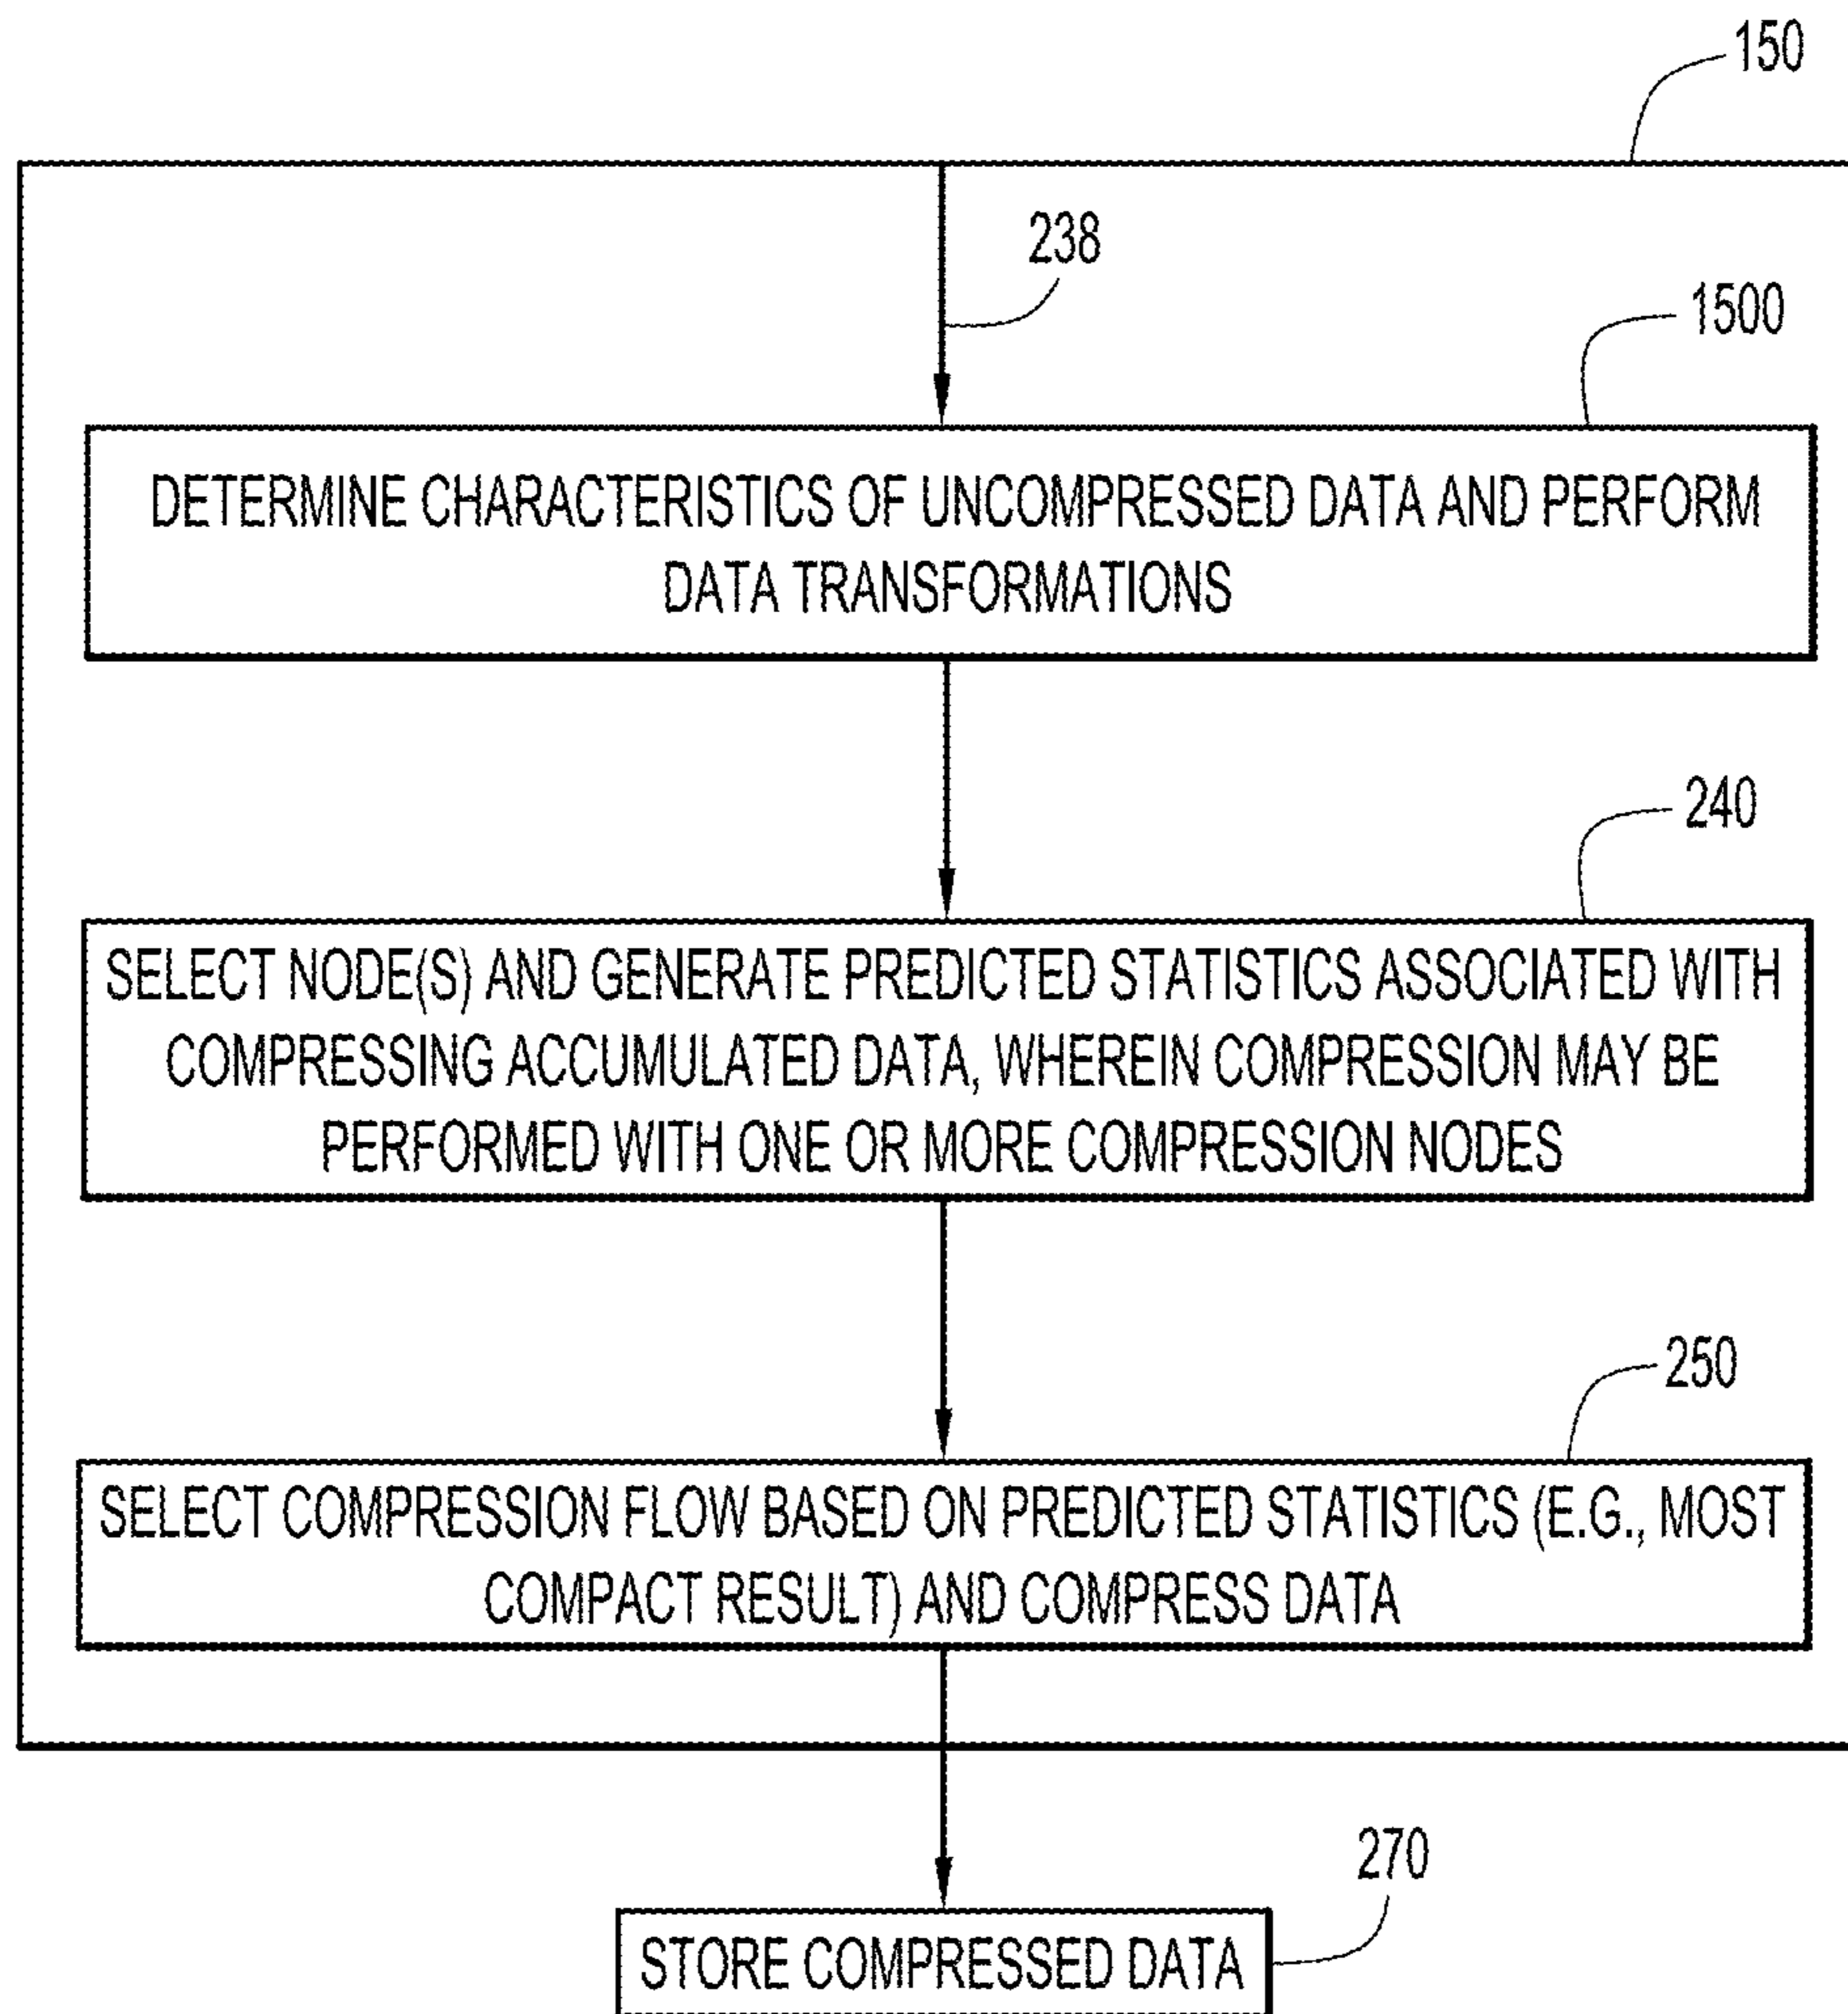 150
238
1500
DETERMINE CHARACTERISTICS OF UNCOMPRESSED DATA AND PERFORM
DATA TRANSFORMATIONS
240
SELECT NODE(S) AND GENERATE PREDICTED STATISTICS ASSOCIATED WITH
COMPRESSING ACCUMULATED DATA, WHEREIN COMPRESSION MAY BE
PERFORMED WITH ONE OR MORE COMPRESSION NODES
250
SELECT COMPRESSION FLOW BASED ON PREDICTED STATISTICS (E.G., MOST
COMPACT RESULT) AND COMPRESS DATA
270
STORE COMPRESSED DATA